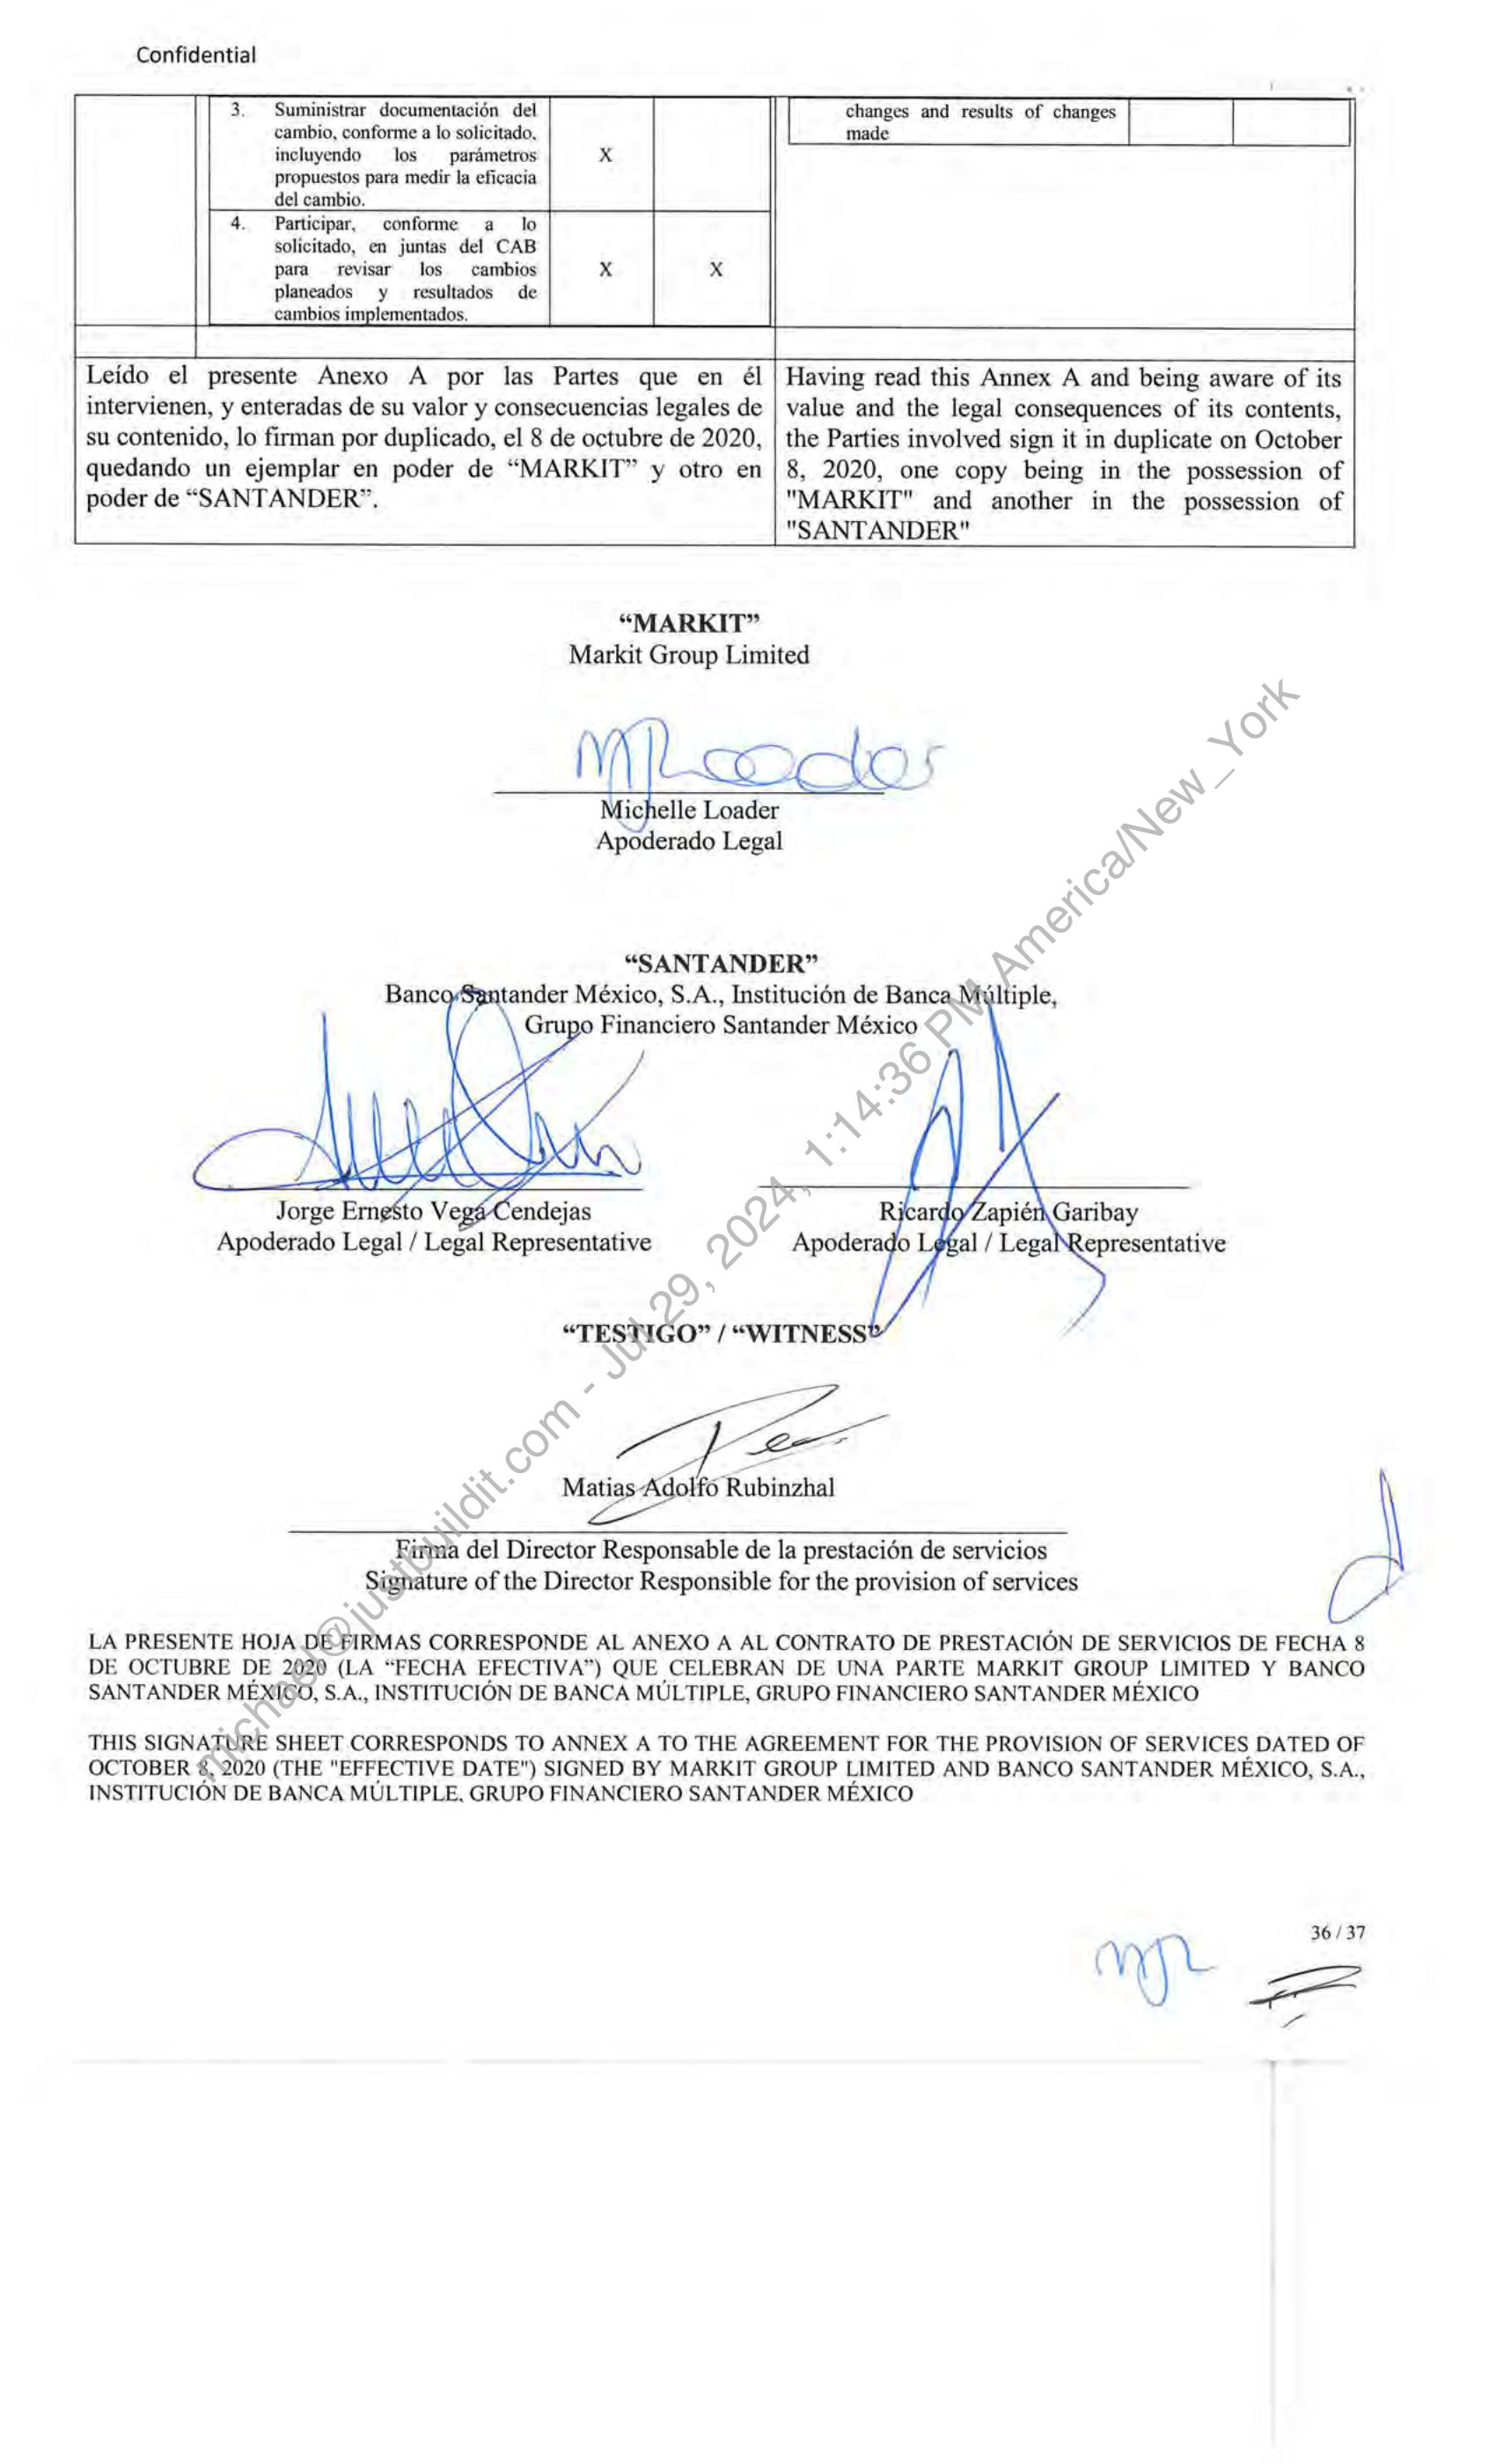 Confidential
3. Suministrar documentación del
cambio, conforme a lo solicitado,
incluyendo los parámetros
propuestos para medir la eficacia
del cambio.
X
4. Participar, conforme a lo
solicitado, en juntas del CAB
para revisar los cambios
planeados y resultados de
cambios implementados.
X X
changes and results of changes
made
Leído el presente Anexo A por las Partes que en él
intervienen, y enteradas de su valor y consecuencias legales de
su contenido, lo firman por duplicado, el 8 de octubre de 2020,
quedando un ejemplar en poder de “MARKIT” y otro en
poder de “SANTANDER”.
Having read this Annex A and being aware of its
value and the legal consequences of its contents,
the Parties involved sign it in duplicate on October
8, 2020, one copy being in the possession of
"MARKIT" and another in the possession of
"SANTANDER"
“MARKIT”
Markit Group Limited
Michelle Loader
Apoderado Legal
“SANTANDER”
Banco Santander México, S.A., Institución de Banca Múltiple,
Grupo Financiero Santander México
Jorge Ernesto Vega Cendejas
Apoderado Legal / Legal Representative
Ricardo Zapién Garibay
Apoderado Legal / Legal Representative
“TESTIGO” / “WITNESS”
Matias Adolfo Rubinzhal
Firma del Director Responsable de la prestación de servicios
Signature of the Director Responsible for the provision of services
LA PRESENTE HOJA DE FIRMAS CORRESPONDE AL ANEXO A AL CONTRATO DE PRESTACIÓN DE SERVICIOS DE FECHA 8
DE OCTUBRE DE 2020 (LA “FECHA EFECTIVA”) QUE CELEBRAN DE UNA PARTE MARKIT GROUP LIMITED Y BANCO
SANTANDER MÉXICO, S.A., INSTITUCIÓN DE BANCA MÚLTIPLE, GRUPO FINANCIERO SANTANDER MÉXICO
THIS SIGNATURE SHEET CORRESPONDS TO ANNEX A TO THE AGREEMENT FOR THE PROVISION OF SERVICES DATED OF
OCTOBER 8, 2020 (THE "EFFECTIVE DATE") SIGNED BY MARKIT GROUP LIMITED AND BANCO SANTANDER MÉXICO, S.A.,
INSTITUCIÓN DE BANCA MÚLTIPLE, GRUPO FINANCIERO SANTANDER MÉXICO
36 / 37
michael@justbuildit.com - Jul 29, 2024, 1:14:36 PM America/New_York